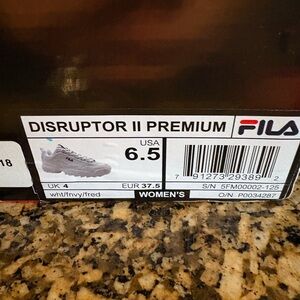 DISRUPTOR II PREMIUM FILA
USA
6.5
18
UK 4 EUR 37.5
wht/fnvy/fred WOMEN'S
7 91273 29389 2
S/N 5FM00002-125
O/N. P0034287